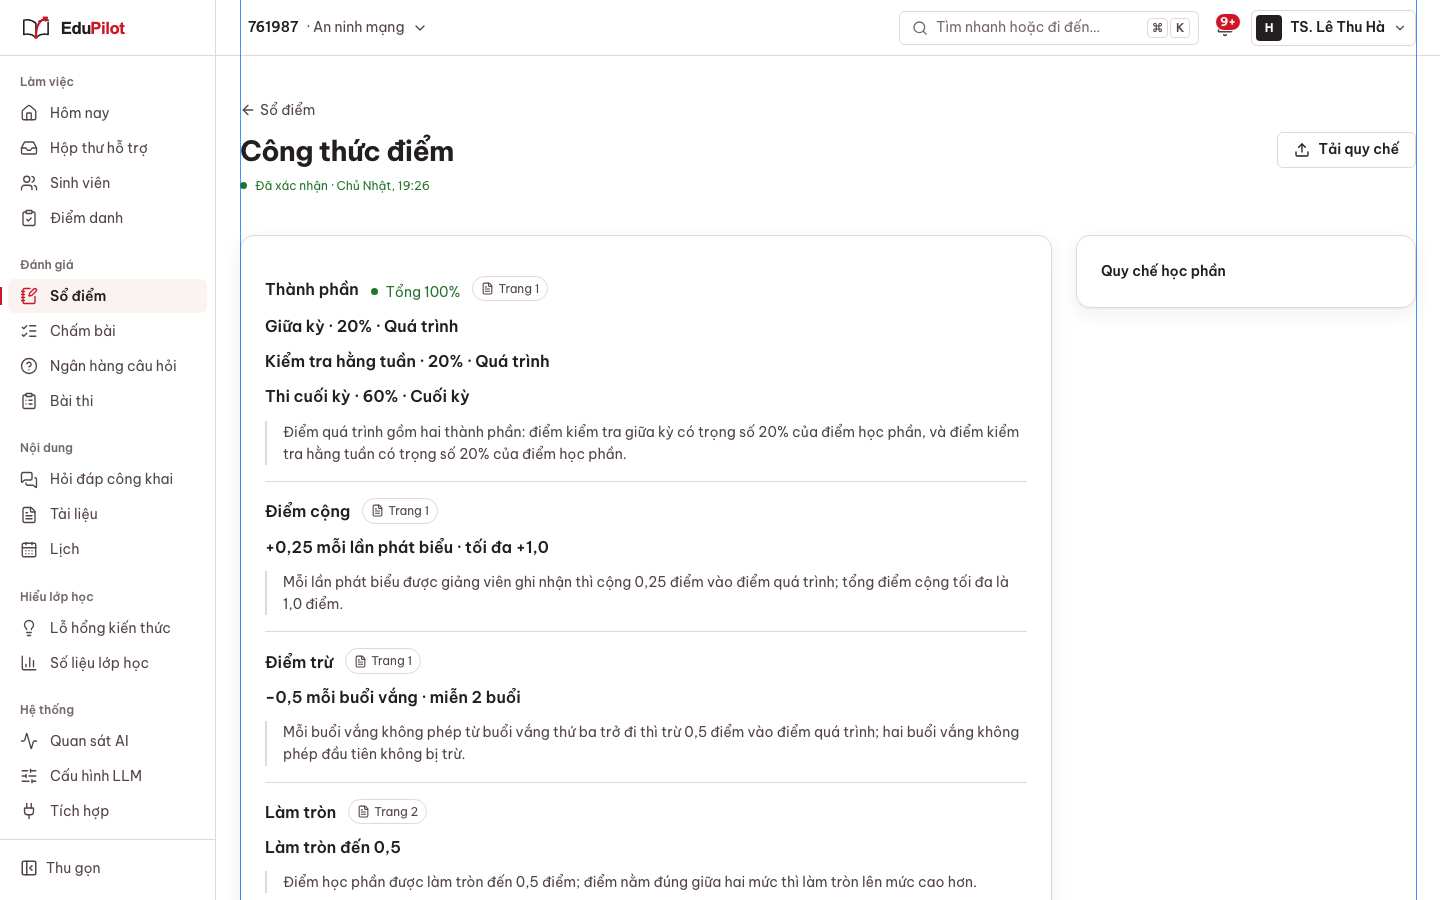 EduPilot
761987 · An ninh mạng
Tìm nhanh hoặc đi đến...
⌘ K
9+
H TS. Lê Thu Hà
Làm việc
Hôm nay
Hộp thư hỗ trợ
Sinh viên
Điểm danh
Đánh giá
Sổ điểm
Chấm bài
Ngân hàng câu hỏi
Bài thi
Nội dung
Hỏi đáp công khai
Tài liệu
Lịch
Hiểu lớp học
Lỗ hổng kiến thức
Số liệu lớp học
Hệ thống
Quan sát AI
Cấu hình LLM
Tích hợp
Thu gọn
← Sổ điểm
Công thức điểm
Tải quy chế
Đã xác nhận · Chủ Nhật, 19:26
Thành phần Tổng 100% Trang 1
Giữa kỳ · 20% · Quá trình
Kiểm tra hằng tuần · 20% · Quá trình
Thi cuối kỳ · 60% · Cuối kỳ
Điểm quá trình gồm hai thành phần: điểm kiểm tra giữa kỳ có trọng số 20% của điểm học phần, và điểm kiểm
tra hằng tuần có trọng số 20% của điểm học phần.
Điểm cộng Trang 1
+0,25 mỗi lần phát biểu · tối đa +1,0
Mỗi lần phát biểu được giảng viên ghi nhận thì cộng 0,25 điểm vào điểm quá trình; tổng điểm cộng tối đa là
1,0 điểm.
Điểm trừ Trang 1
−0,5 mỗi buổi vắng · miễn 2 buổi
Mỗi buổi vắng không phép từ buổi vắng thứ ba trở đi thì trừ 0,5 điểm vào điểm quá trình; hai buổi vắng không
phép đầu tiên không bị trừ.
Làm tròn Trang 2
Làm tròn đến 0,5
Điểm học phần được làm tròn đến 0,5 điểm; điểm nằm đúng giữa hai mức thì làm tròn lên mức cao hơn.
Quy chế học phần